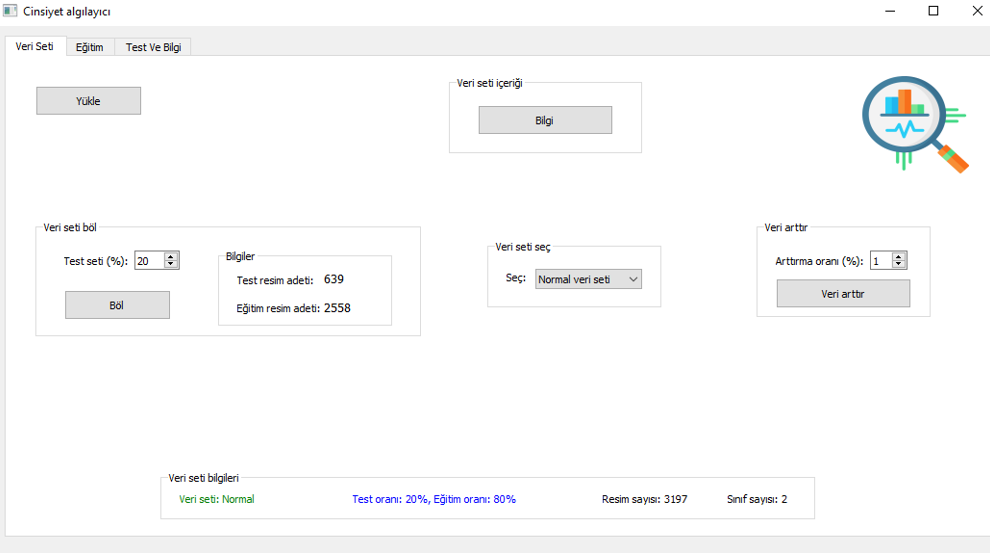 Cinsiyet algılayıcı
Veri Seti Eğitim Test Ve Bilgi
Yükle
Veri seti içeriği
Bilgi
Veri seti böl
Test seti (%): 20
Böl
Bilgiler
Test resim adeti: 639
Eğitim resim adeti: 2558
Veri seti seç
Seç: Normal veri seti
Veri arttır
Arttırma oranı (%): 1
Veri arttır
Veri seti bilgileri
Veri seti: Normal Test oranı: 20%, Eğitim oranı: 80% Resim sayısı: 3197 Sınıf sayısı: 2